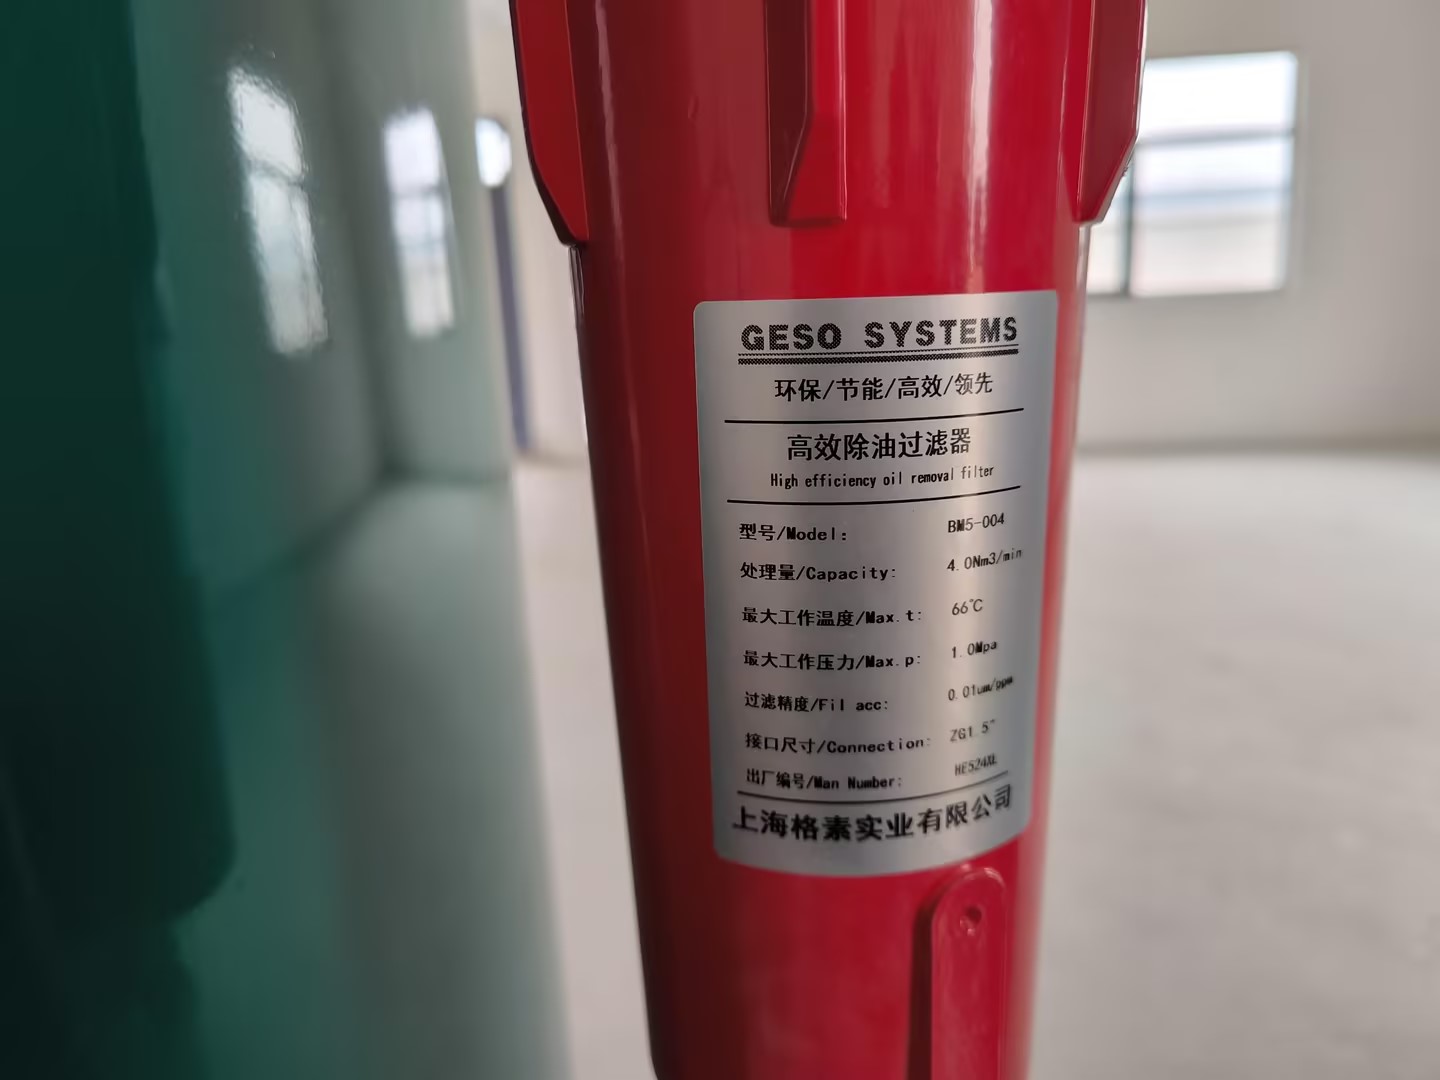 GESO SYSTEMS
环保/节能/高效/领先
高效除油过滤器
High efficiency oil removal filter
型号/Model: BM5-004
处理量/Capacity: 4.0Nm3/min
最大工作温度/Max.t: 66℃
最大工作压力/Max.p: 1.0Mpa
过滤精度/Fil acc: 0.01um/ppm
接口尺寸/Connection: ZG1.5"
出厂编号/Man Number: HE524XL
上海格素实业有限公司